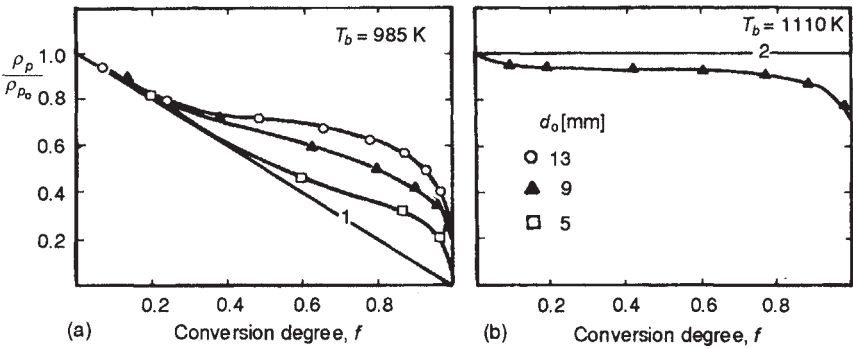 T_b = 985 K
ρ_p / ρ_p₀
1.0
0.8
0.6
0.4
0.2
1
0.2 0.4 0.6 0.8
(a) Conversion degree, f
T_b = 1110 K
2
d_o [mm]
○ 13
▲ 9
□ 5
0.2 0.4 0.6 0.8
(b) Conversion degree, f